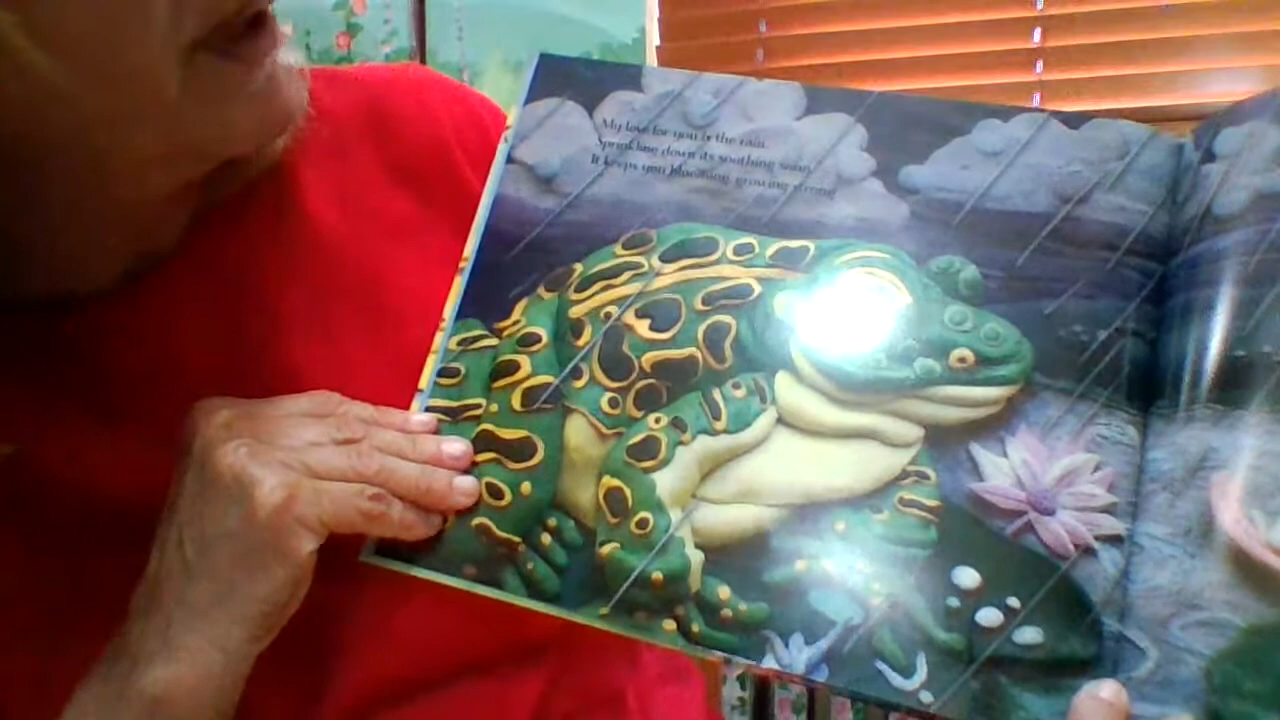 My love for you is the rain.
Sprinkling down its soothing song.
It keeps you blooming, growing strong.